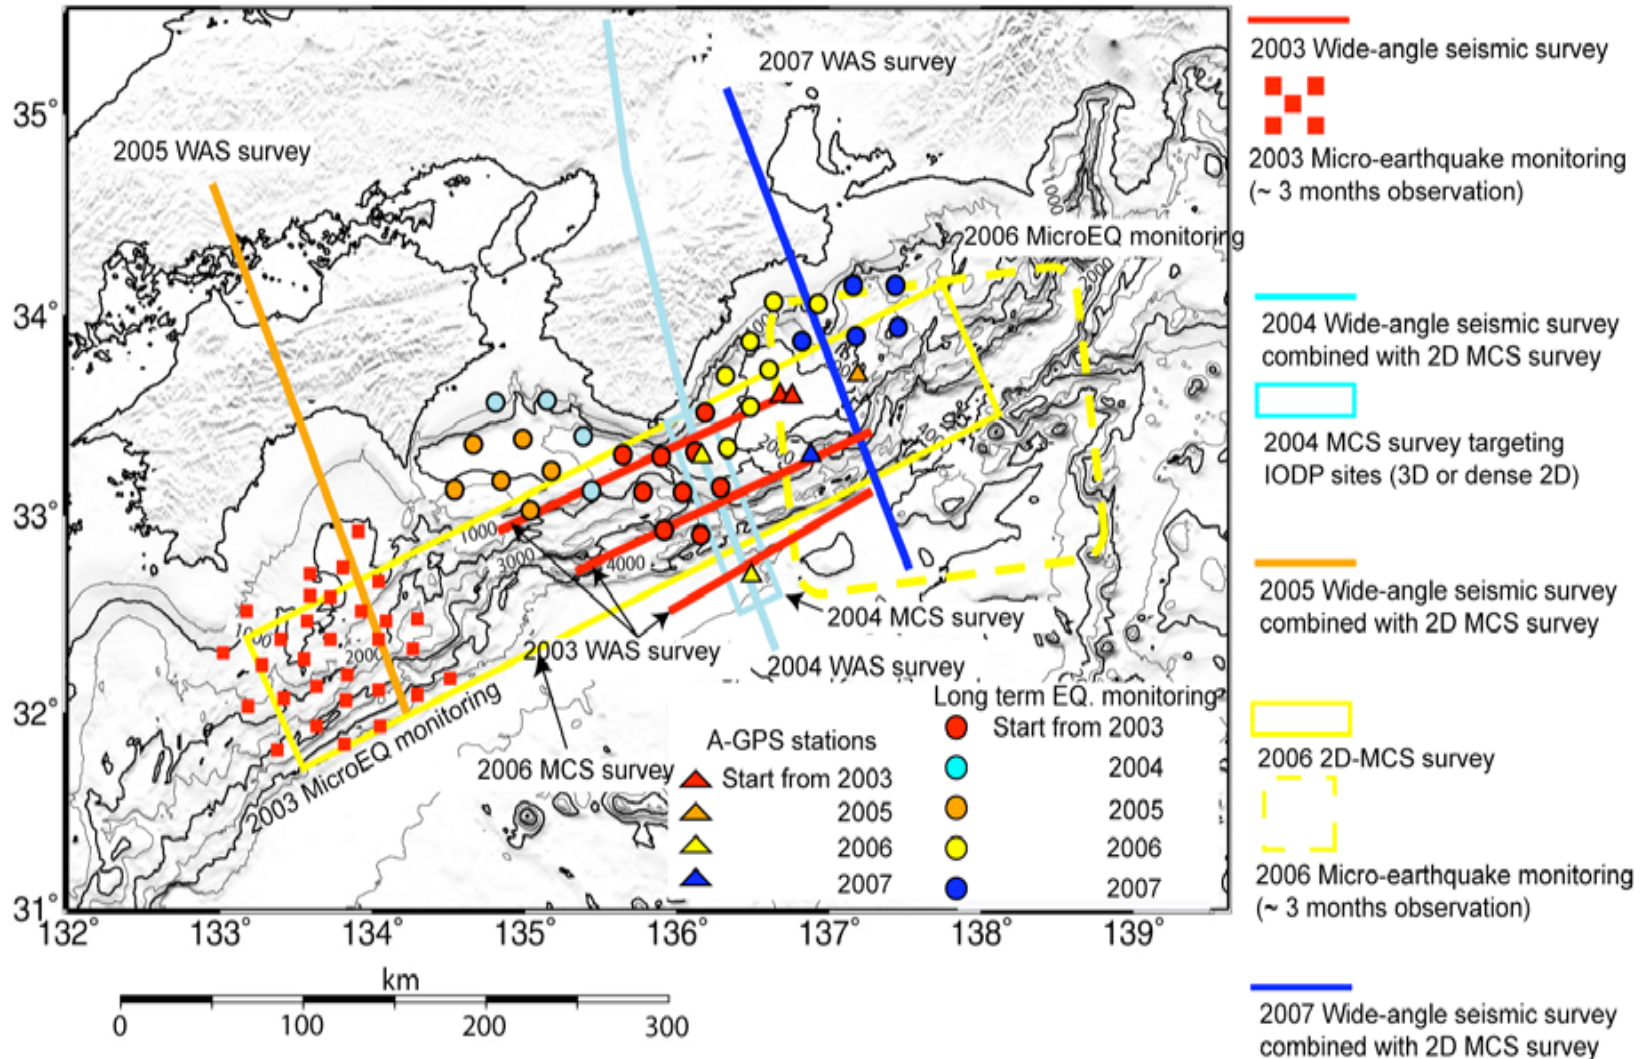 2007 WAS survey
35°
2005 WAS survey
2006 MicroEQ monitoring
34°
33°
1000
3000
4000
2000
2004 MCS survey
2003 WAS survey
2004 WAS survey
32°
2003 MicroEQ monitoring
2006 MCS survey
Long term EQ. monitoring
Start from 2003
2004
2005
2006
2007
A-GPS stations
Start from 2003
2005
2006
2007
31°
132° 133° 134° 135° 136° 137° 138° 139°
km
0 100 200 300
2003 Wide-angle seismic survey
2003 Micro-earthquake monitoring
(~ 3 months observation)
2004 Wide-angle seismic survey
combined with 2D MCS survey
2004 MCS survey targeting
IODP sites (3D or dense 2D)
2005 Wide-angle seismic survey
combined with 2D MCS survey
2006 2D-MCS survey
2006 Micro-earthquake monitoring
(~ 3 months observation)
2007 Wide-angle seismic survey
combined with 2D MCS survey